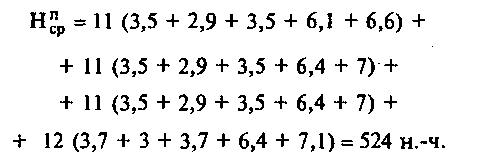 Н^п_ср = 11 (3,5 + 2,9 + 3,5 + 6,1 + 6,6) +
+ 11 (3,5 + 2,9 + 3,5 + 6,4 + 7) +
+ 11 (3,5 + 2,9 + 3,5 + 6,4 + 7) +
+ 12 (3,7 + 3 + 3,7 + 6,4 + 7,1) = 524 н.-ч.